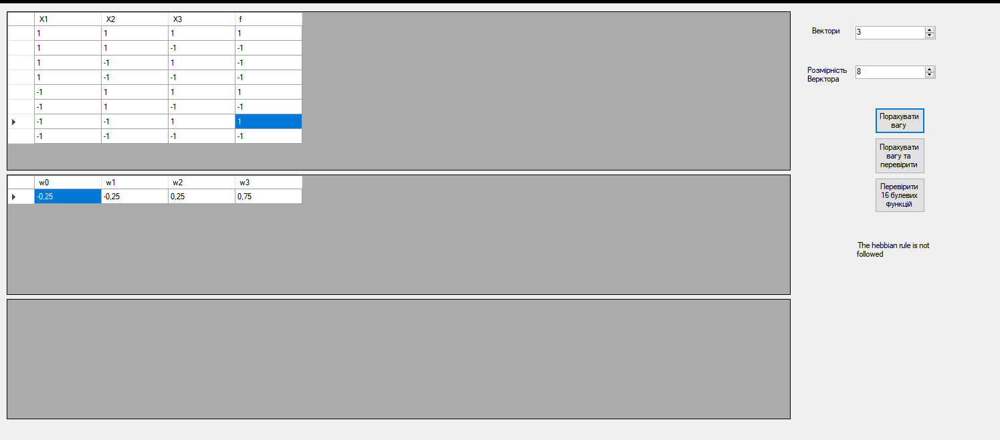 X1 X2 X3 f
1 1 1 1
1 1 -1 -1
1 -1 1 -1
1 -1 -1 -1
-1 1 1 1
-1 1 -1 -1
-1 -1 1 1
-1 -1 -1 -1
w0 w1 w2 w3
-0,25 -0,25 0,25 0,75
Вектори 3
Розмірність
Верктора
8
Порахувати
вагу
Порахувати
вагу та
перевірити
Перевірити
16 булевих
функцій
The hebbian rule is not
followed